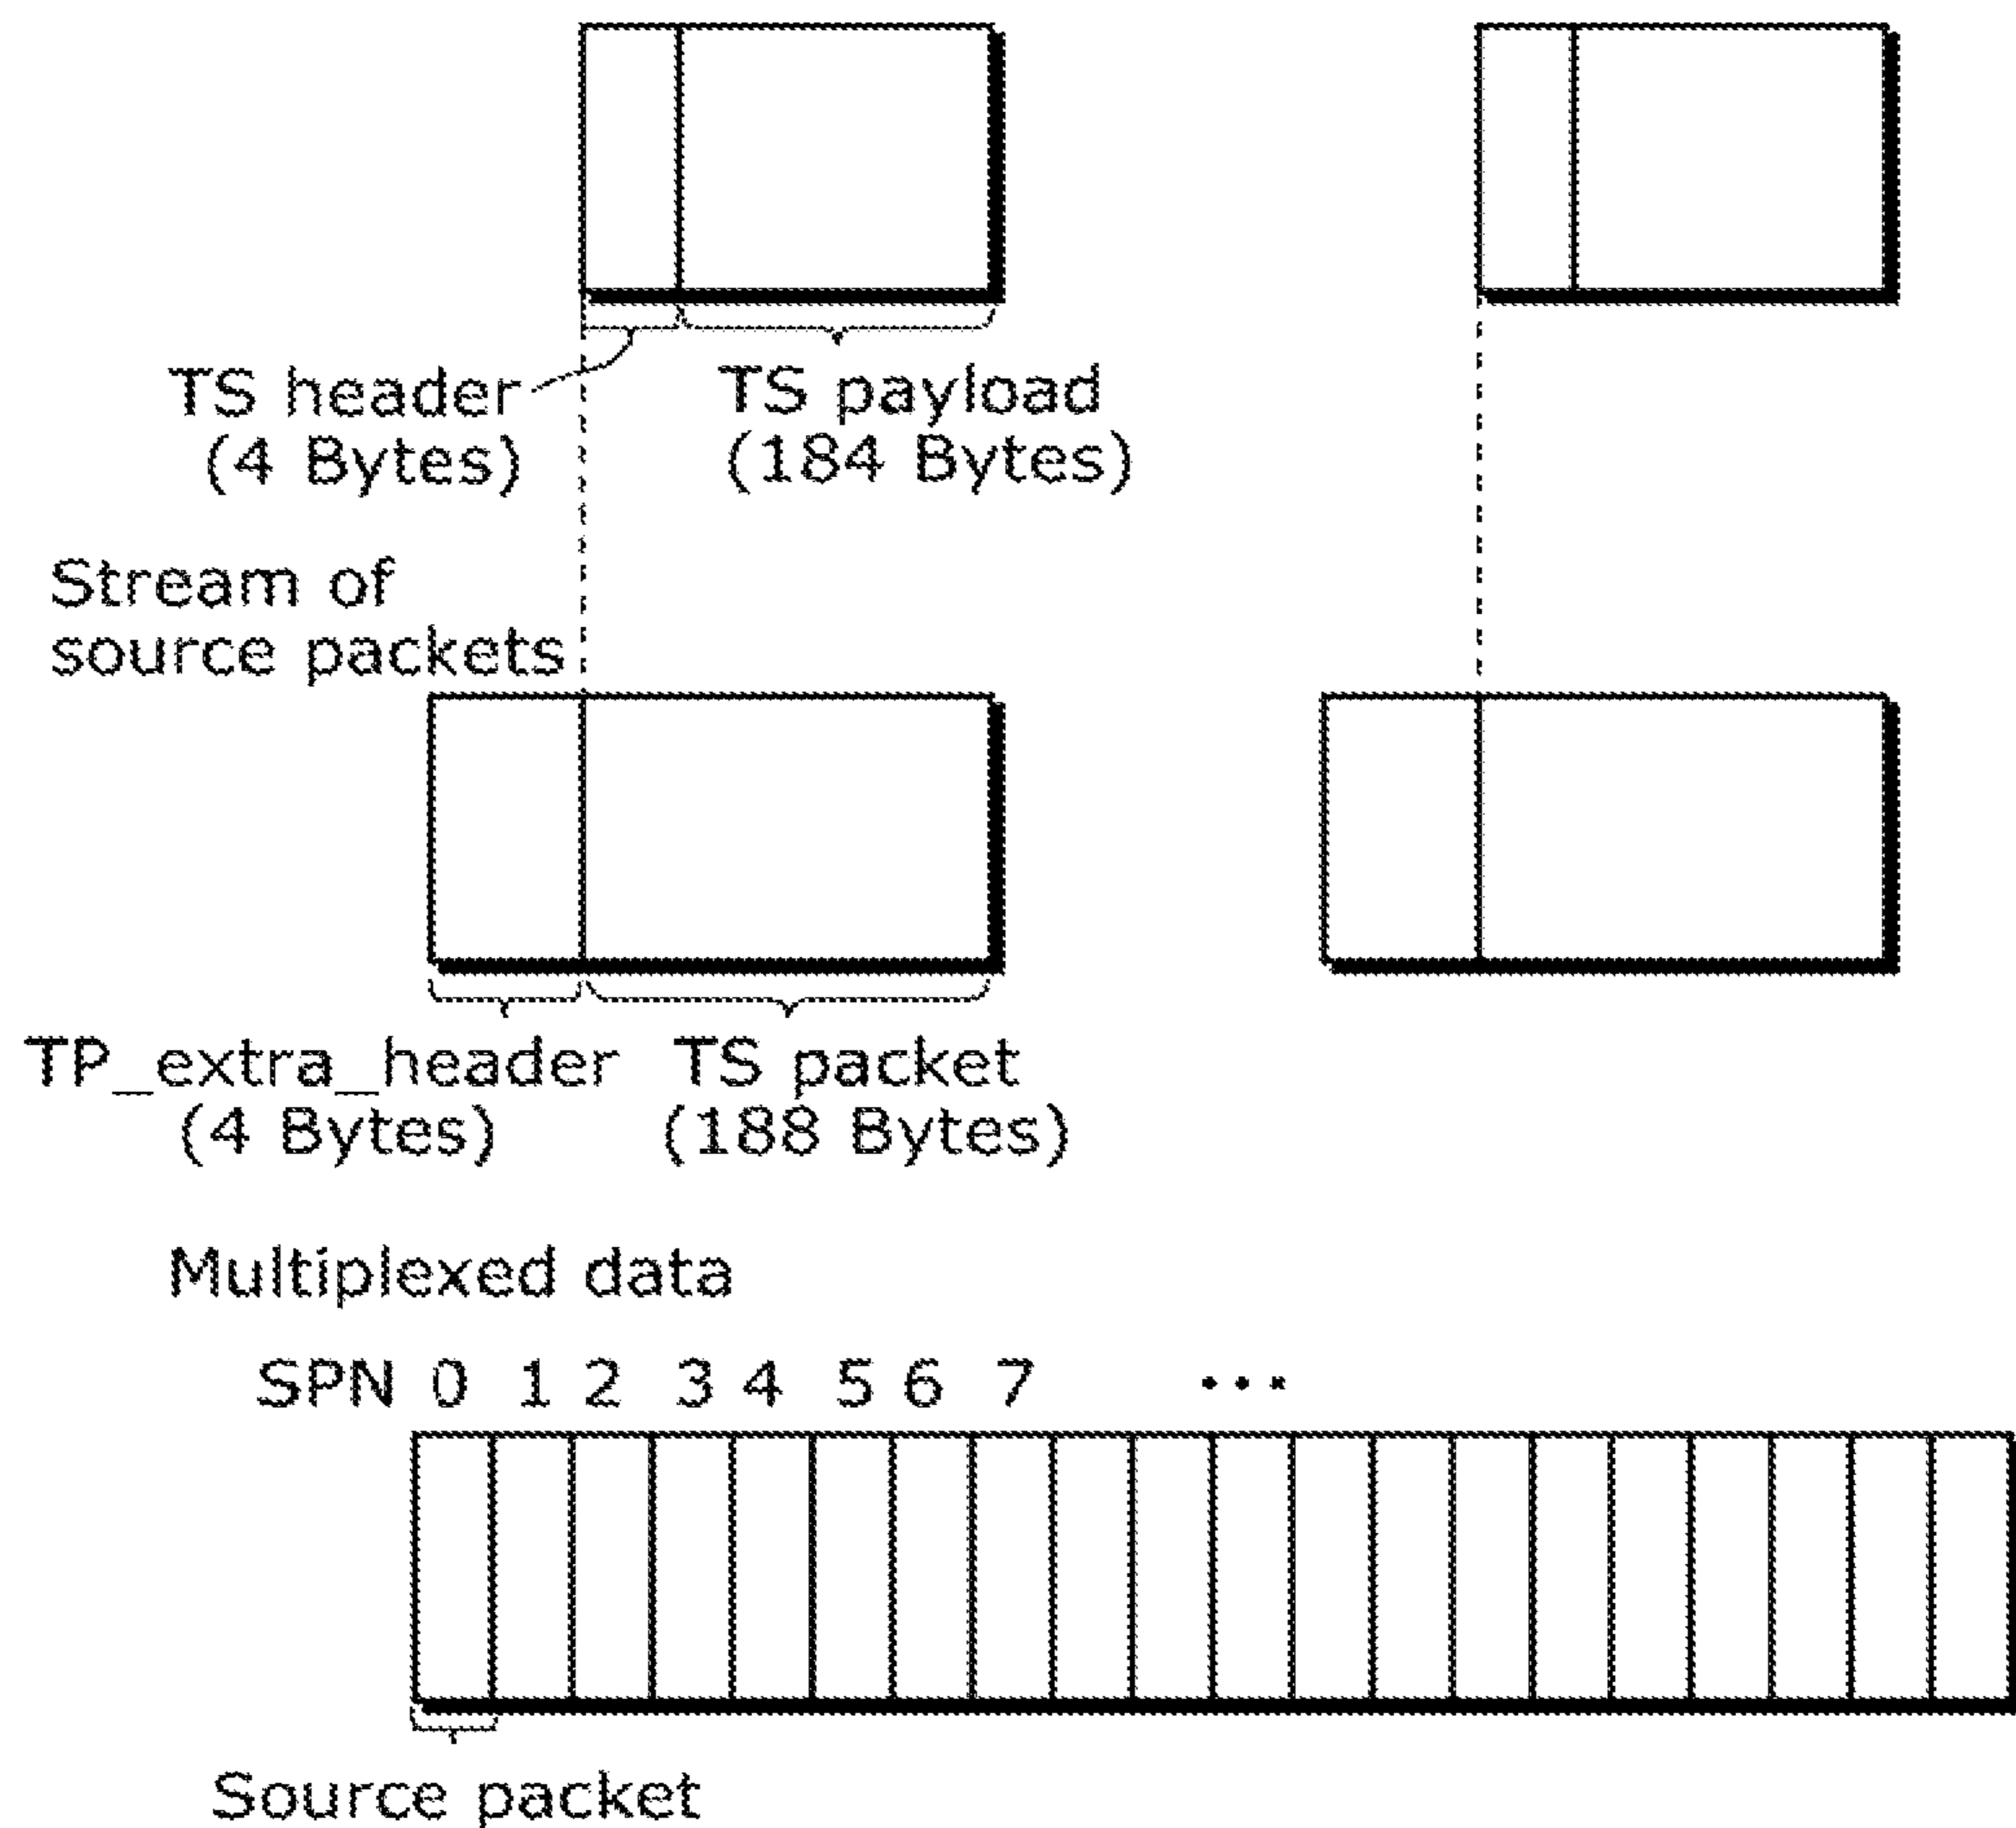 TS header
(4 Bytes)
TS payload
(184 Bytes)
Stream of
source packets
TP_extra_header
(4 Bytes)
TS packet
(188 Bytes)
Multiplexed data
SPN 0 1 2 3 4 5 6 7 ...
Source packet